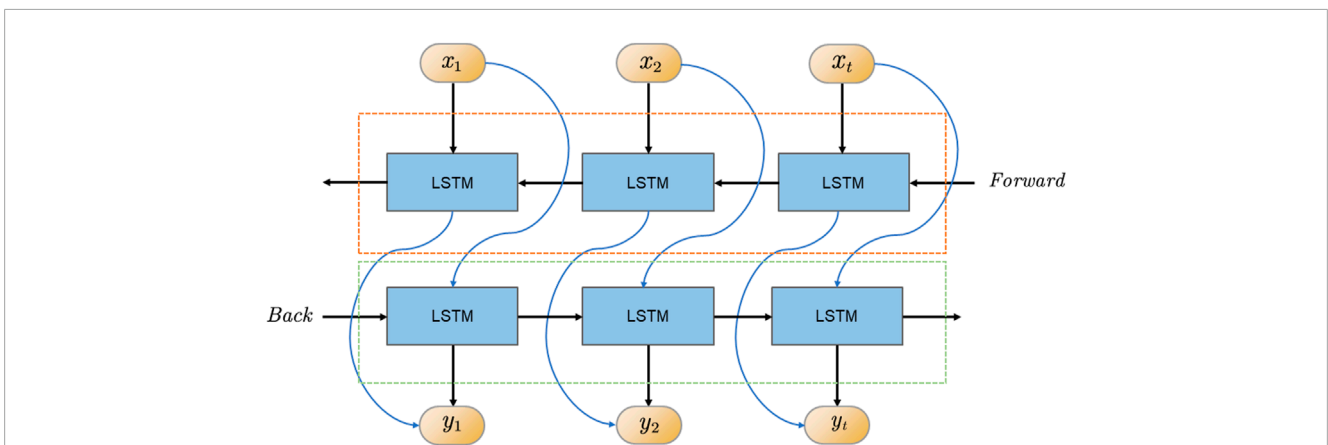 x₁ x₂ xₜ
LSTM LSTM LSTM Forward
Back LSTM LSTM LSTM
y₁ y₂ yₜ